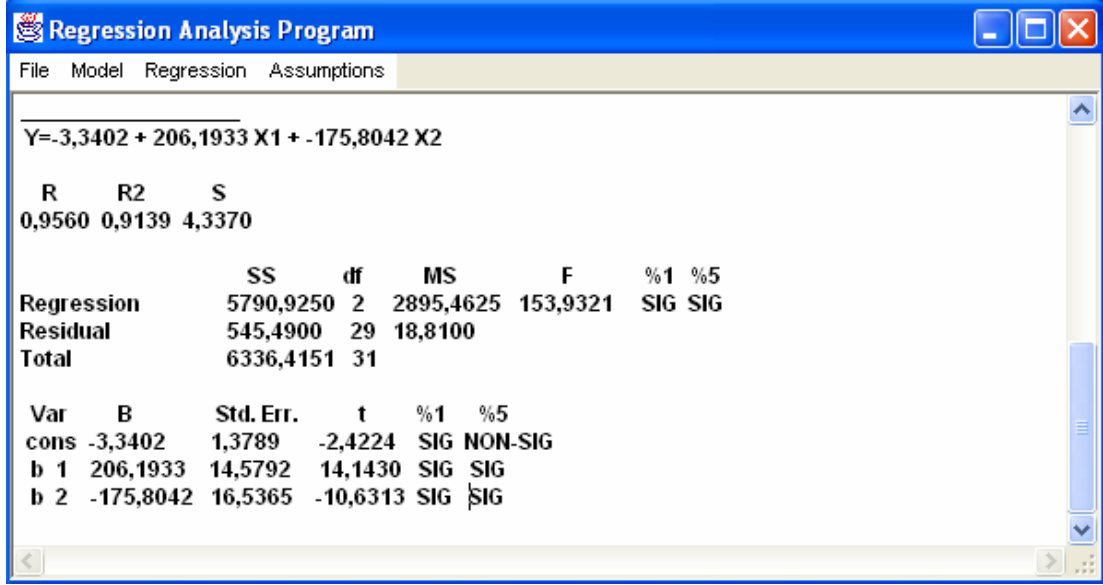 Regression Analysis Program
File Model Regression Assumptions
Y=-3,3402 + 206,1933 X1 + -175,8042 X2
R R2 S
0,9560 0,9139 4,3370
SS df MS F %1 %5
Regression 5790,9250 2 2895,4625 153,9321 SIG SIG
Residual 545,4900 29 18,8100
Total 6336,4151 31
Var B Std. Err. t %1 %5
cons -3,3402 1,3789 -2,4224 SIG NON-SIG
b 1 206,1933 14,5792 14,1430 SIG SIG
b 2 -175,8042 16,5365 -10,6313 SIG SIG